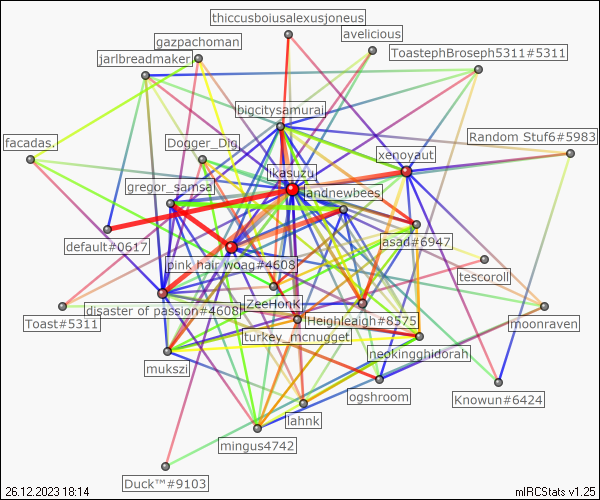 thiccusboiusalexusjoneus
gazpachoman
avelicious
jarlbreadmaker
ToastephBroseph5311#5311
bigcitysamurai
facadas.
Dogger_Dig
Random Stuf6#5983
xenoyaut
Ikasuzu
gregor_samsa
landnewbees
default#0617
asad#6947
pink hair woag#4608
tescoroll
disaster of passion#4608
ZeeHonk
Toast#5311
Heighleaigh#8575
moonraven
turkey_mcnugget
neokingghidorah
mukszi
ogshroom
Knowun#6424
lahnk
mingus4742
Duck™#9103
26.12.2023 18:14
mIRCStats v1.25